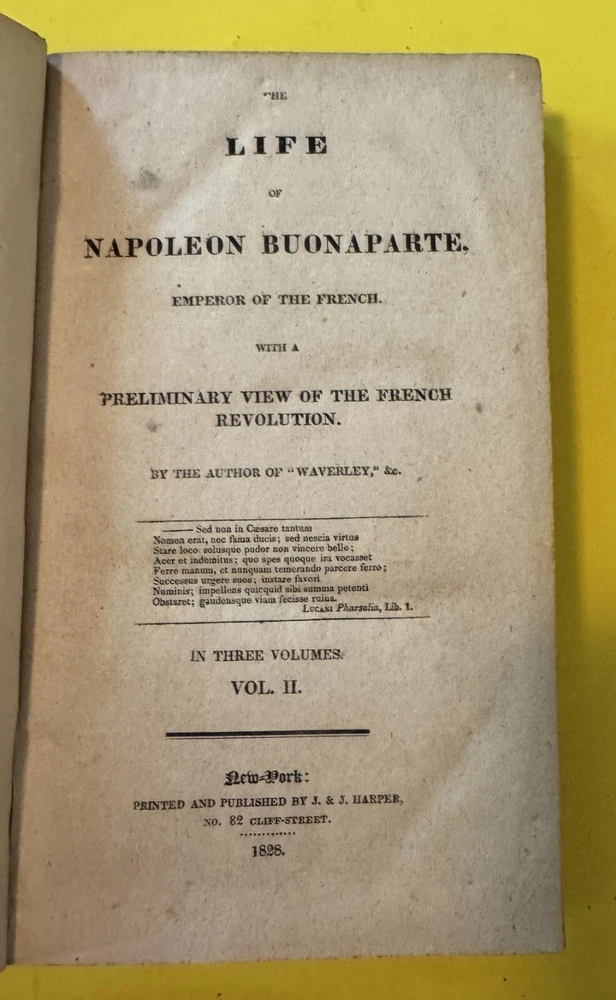 THE
LIFE
OF
NAPOLEON BUONAPARTE,
EMPEROR OF THE FRENCH.
WITH A
PRELIMINARY VIEW OF THE FRENCH
REVOLUTION.
BY THE AUTHOR OF "WAVERLEY," &c.
—— Sed non in Cæsare tantum
Nomen erat, nec fama ducis; sed nescia virtus
Stare loco: solusque pudor non vincere bello;
Acer et indomitus; quo spes quoque ira vocasset
Ferre manum, et nunquam temerando parcere ferro;
Successus urgere suos; instare favori
Numinis; impellens quicquid sibi summa petenti
Obstaret; gaudensque viam fecisse ruina.
LUCANI Pharsalia, Lib. 1.
IN THREE VOLUMES.
VOL. II.
New-York:
PRINTED AND PUBLISHED BY J. & J. HARPER,
NO. 82 CLIFF-STREET.
1828.